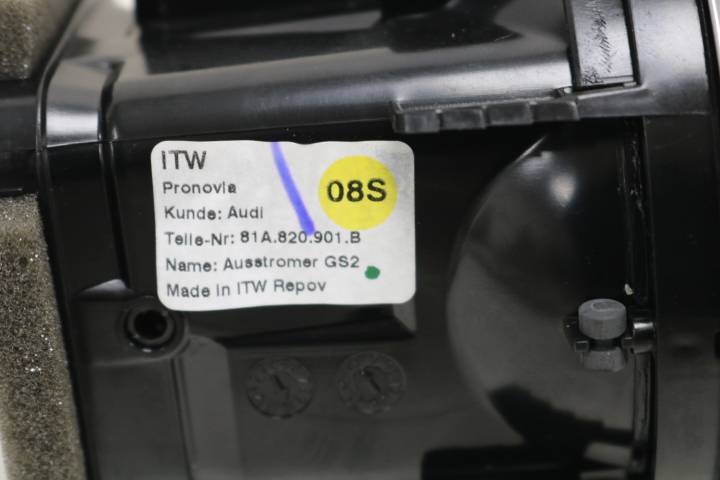 ITW
Pronovia
08S
Kunde: Audi
Teile-Nr: 81A.820.901.B
Name: Ausstromer GS2
Made in ITW Repov